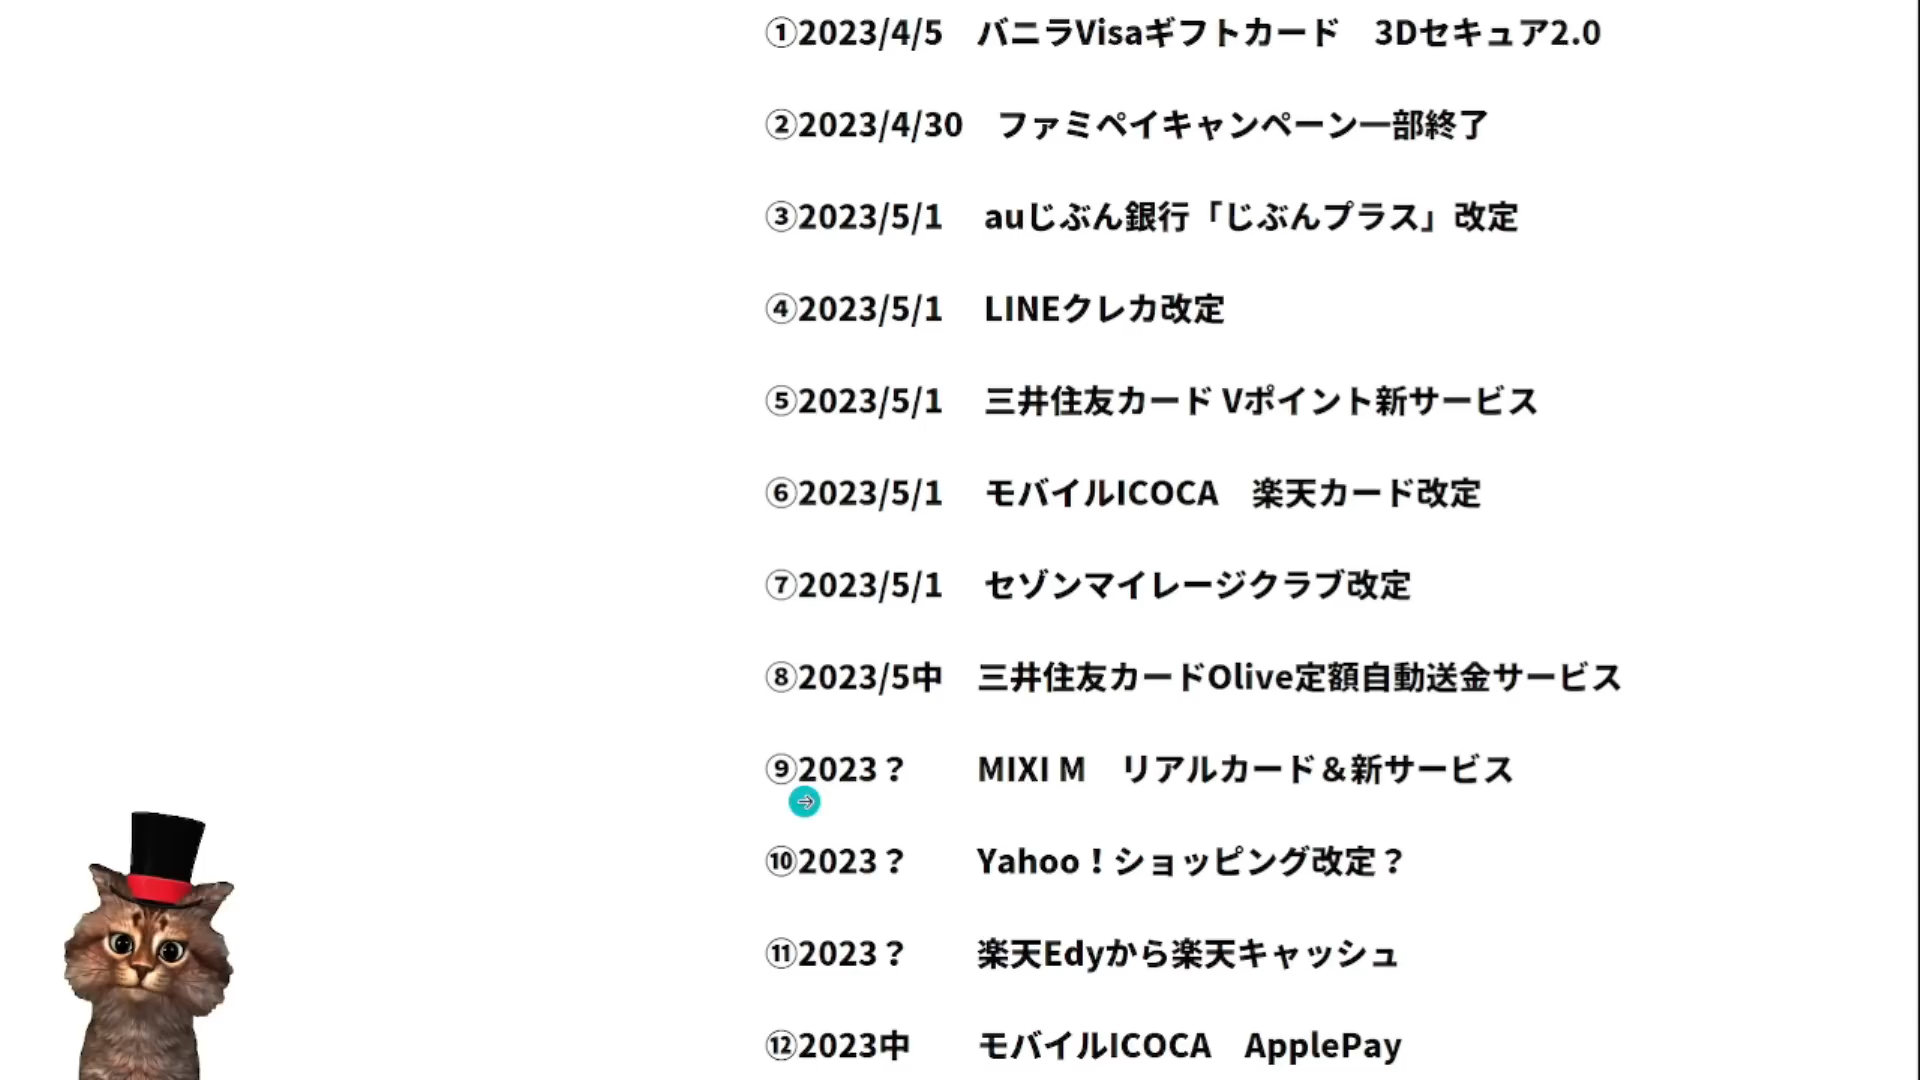 ①2023/4/5　バニラVisaギフトカード　3Dセキュア2.0
②2023/4/30　ファミペイキャンペーン一部終了
③2023/5/1　auじぶん銀行「じぶんプラス」改定
④2023/5/1　LINEクレカ改定
⑤2023/5/1　三井住友カード Vポイント新サービス
⑥2023/5/1　モバイルICOCA　楽天カード改定
⑦2023/5/1　セゾンマイレージクラブ改定
⑧2023/5中　三井住友カードOlive定額自動送金サービス
⑨2023？　MIXI M　リアルカード＆新サービス
⑩2023？　Yahoo！ショッピング改定？
⑪2023？　楽天Edyから楽天キャッシュ
⑫2023中　モバイルICOCA　ApplePay